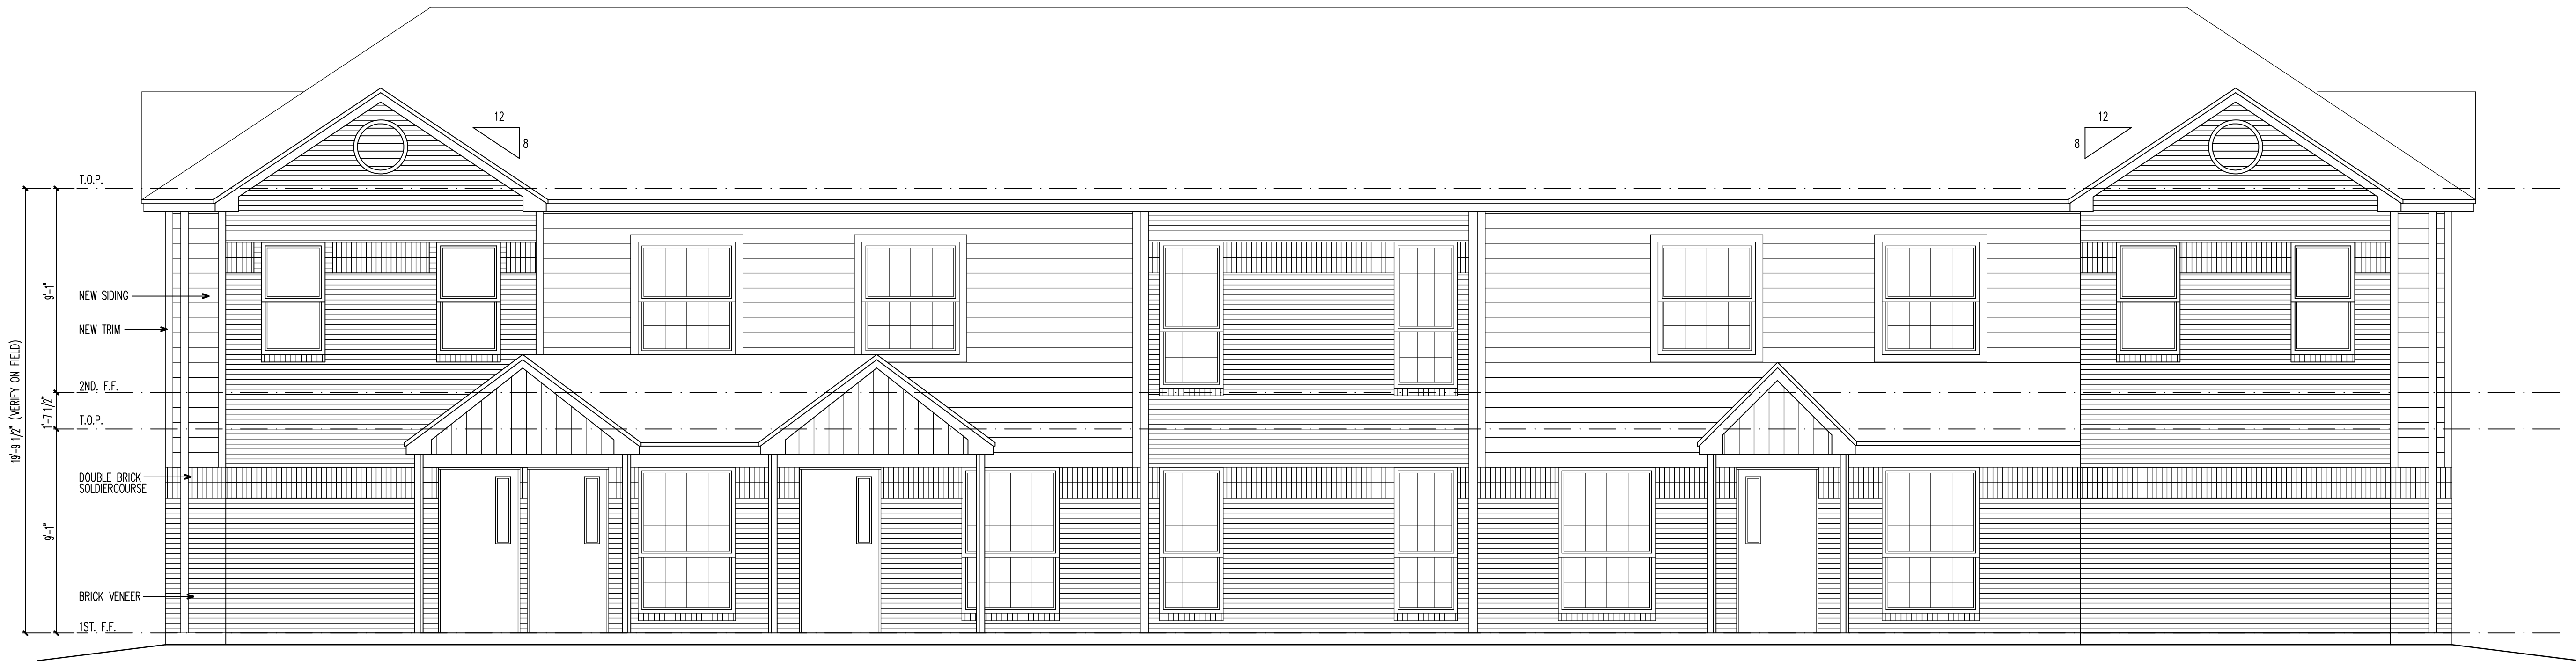 12
8
12
8
T.O.P.
9'-1"
NEW SIDING
NEW TRIM
19'-9 1/2" (VERIFY ON FIELD)
2ND. F.F.
1'-7 1/2"
T.O.P.
DOUBLE BRICK
SOLDIERCOURSE
9'-1"
BRICK VENEER
1ST. F.F.